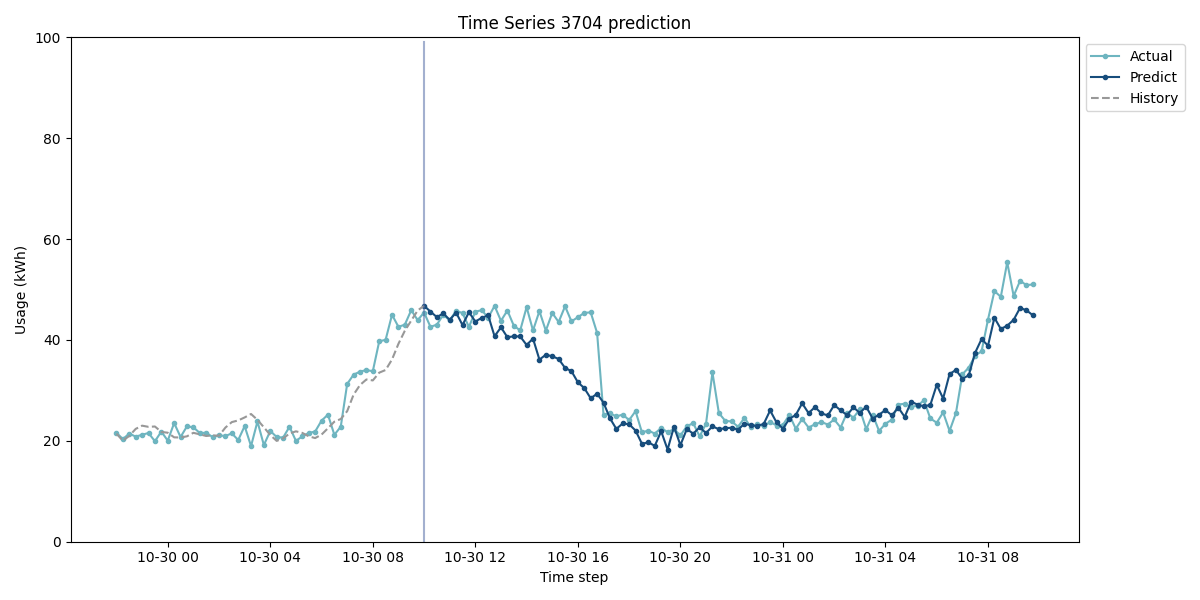 Time Series 3704 prediction
100
80
60
40
20
0
Usage (kWh)
10-30 00
10-30 04
10-30 08
10-30 12
10-30 16
10-30 20
10-31 00
10-31 04
10-31 08
Time step
Actual
Predict
History